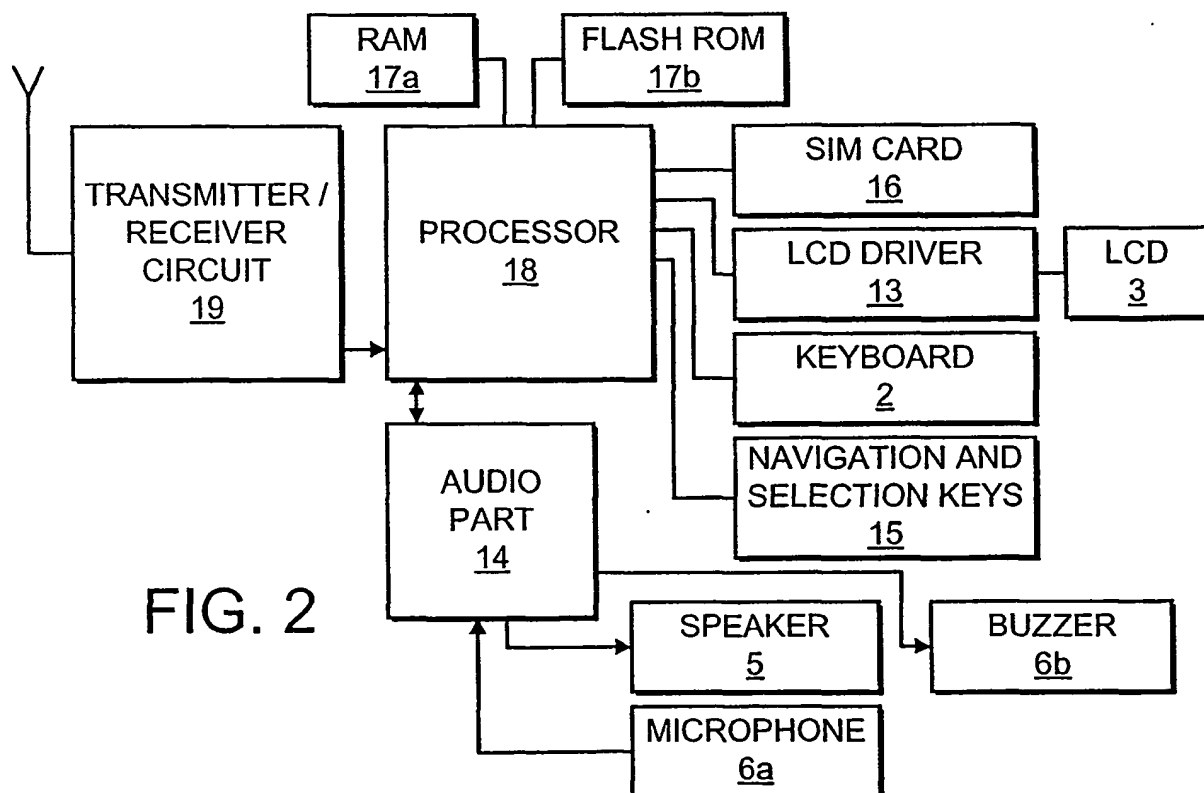 RAM
17a
FLASH ROM
17b
TRANSMITTER /
RECEIVER
CIRCUIT
19
PROCESSOR
18
SIM CARD
16
LCD DRIVER
13
LCD
3
KEYBOARD
2
NAVIGATION AND
SELECTION KEYS
15
AUDIO
PART
14
FIG. 2
SPEAKER
5
BUZZER
6b
MICROPHONE
6a